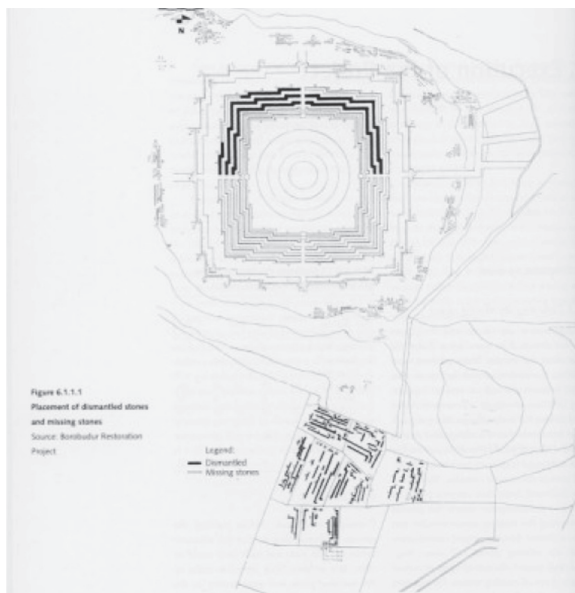 N
Figure 6.1.1.1
Placement of dismantled stones
and missing stones
Source: Borobudur Restoration
Project
Legend:
Dismantled
Missing stones